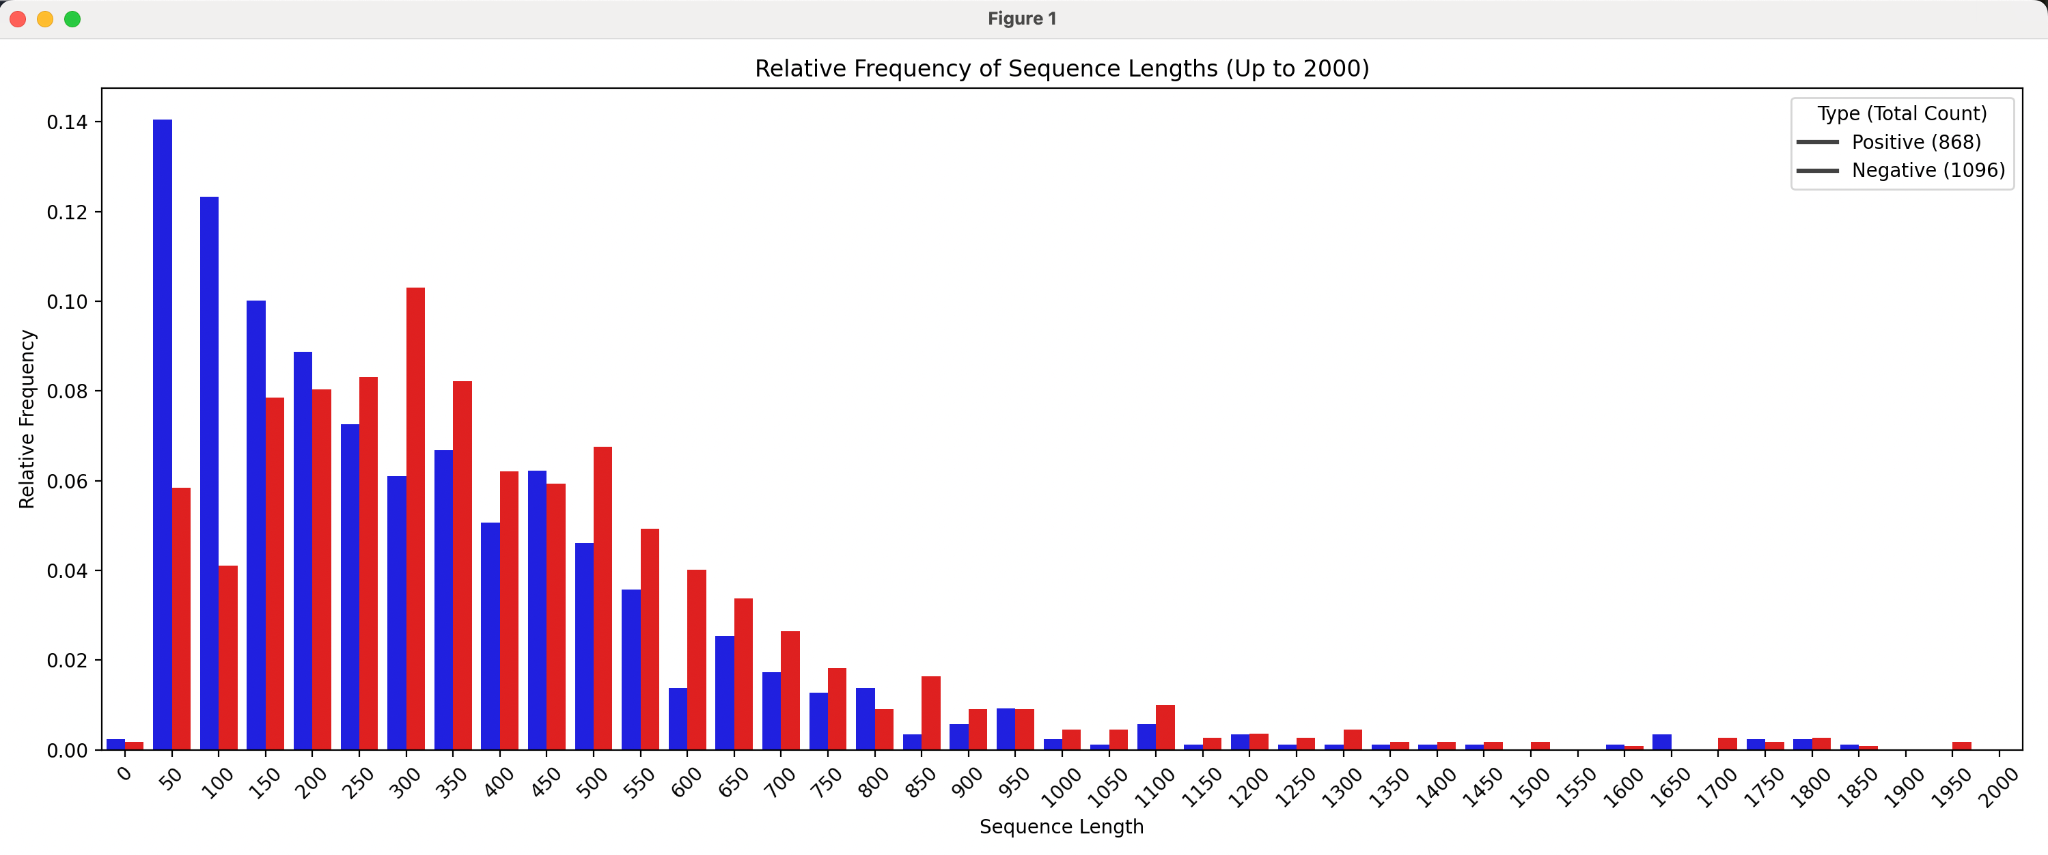 Figure 1
Relative Frequency of Sequence Lengths (Up to 2000)
Type (Total Count)
Positive (868)
Negative (1096)
Relative Frequency
0.14
0.12
0.10
0.08
0.06
0.04
0.02
0.00
0 50 100 150 200 250 300 350 400 450 500 550 600 650 700 750 800 850 900 950 1000 1050 1100 1150 1200 1250 1300 1350 1400 1450 1500 1550 1600 1650 1700 1750 1800 1850 1900 1950 2000
Sequence Length